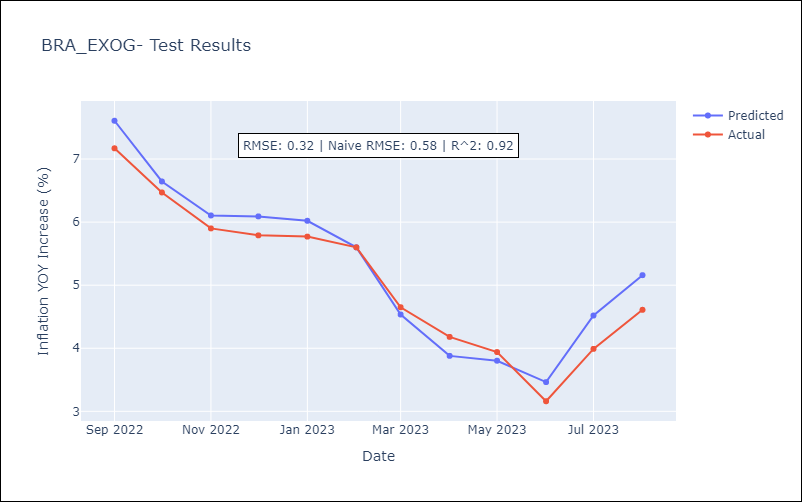 BRA_EXOG- Test Results
Predicted
Actual
RMSE: 0.32 | Naive RMSE: 0.58 | R^2: 0.92
Inflation YOY Increase (%)
7
6
5
4
3
Sep 2022
Nov 2022
Jan 2023
Mar 2023
May 2023
Jul 2023
Date